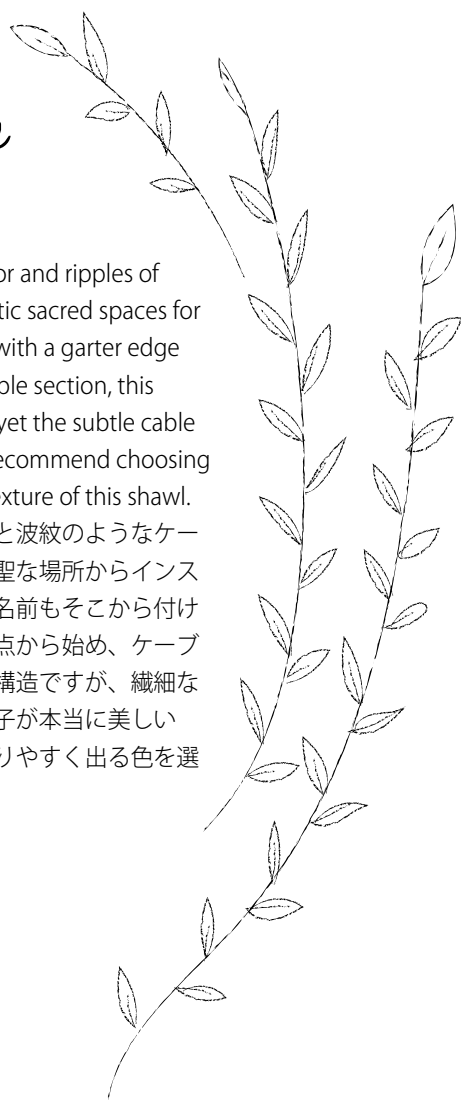 or and ripples of
tic sacred spaces for
with a garter edge
ole section, this
yet the subtle cable
ecommend choosing
exture of this shawl.
と波紋のようなケー
聖な場所からインス
名前もそこから付け
点から始め、ケーブ
構造ですが、繊細な
子が本当に美しい
りやすく出る色を選